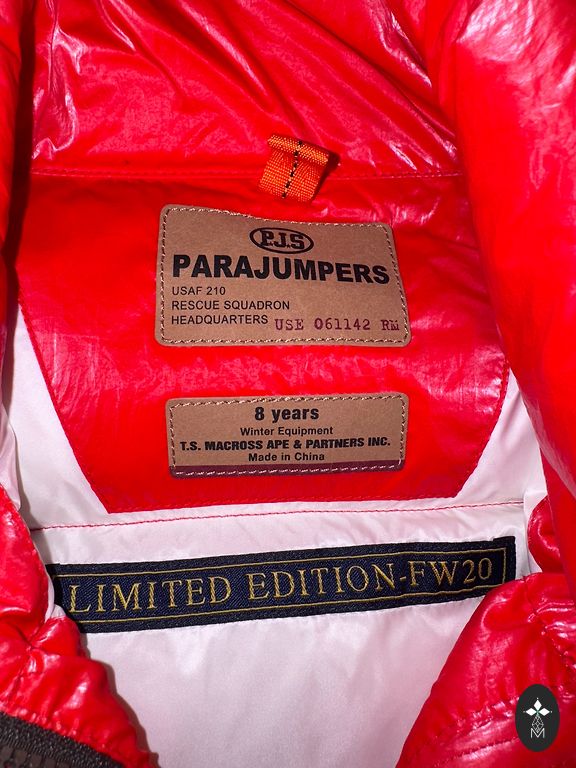 P.J.S
PARAJUMPERS
USAF 210
RESCUE SQUADRON
HEADQUARTERS USE 061142 RM
8 years
Winter Equipment
T.S. MACROSS APE & PARTNERS INC.
Made in China
LIMITED EDITION-FW20
M